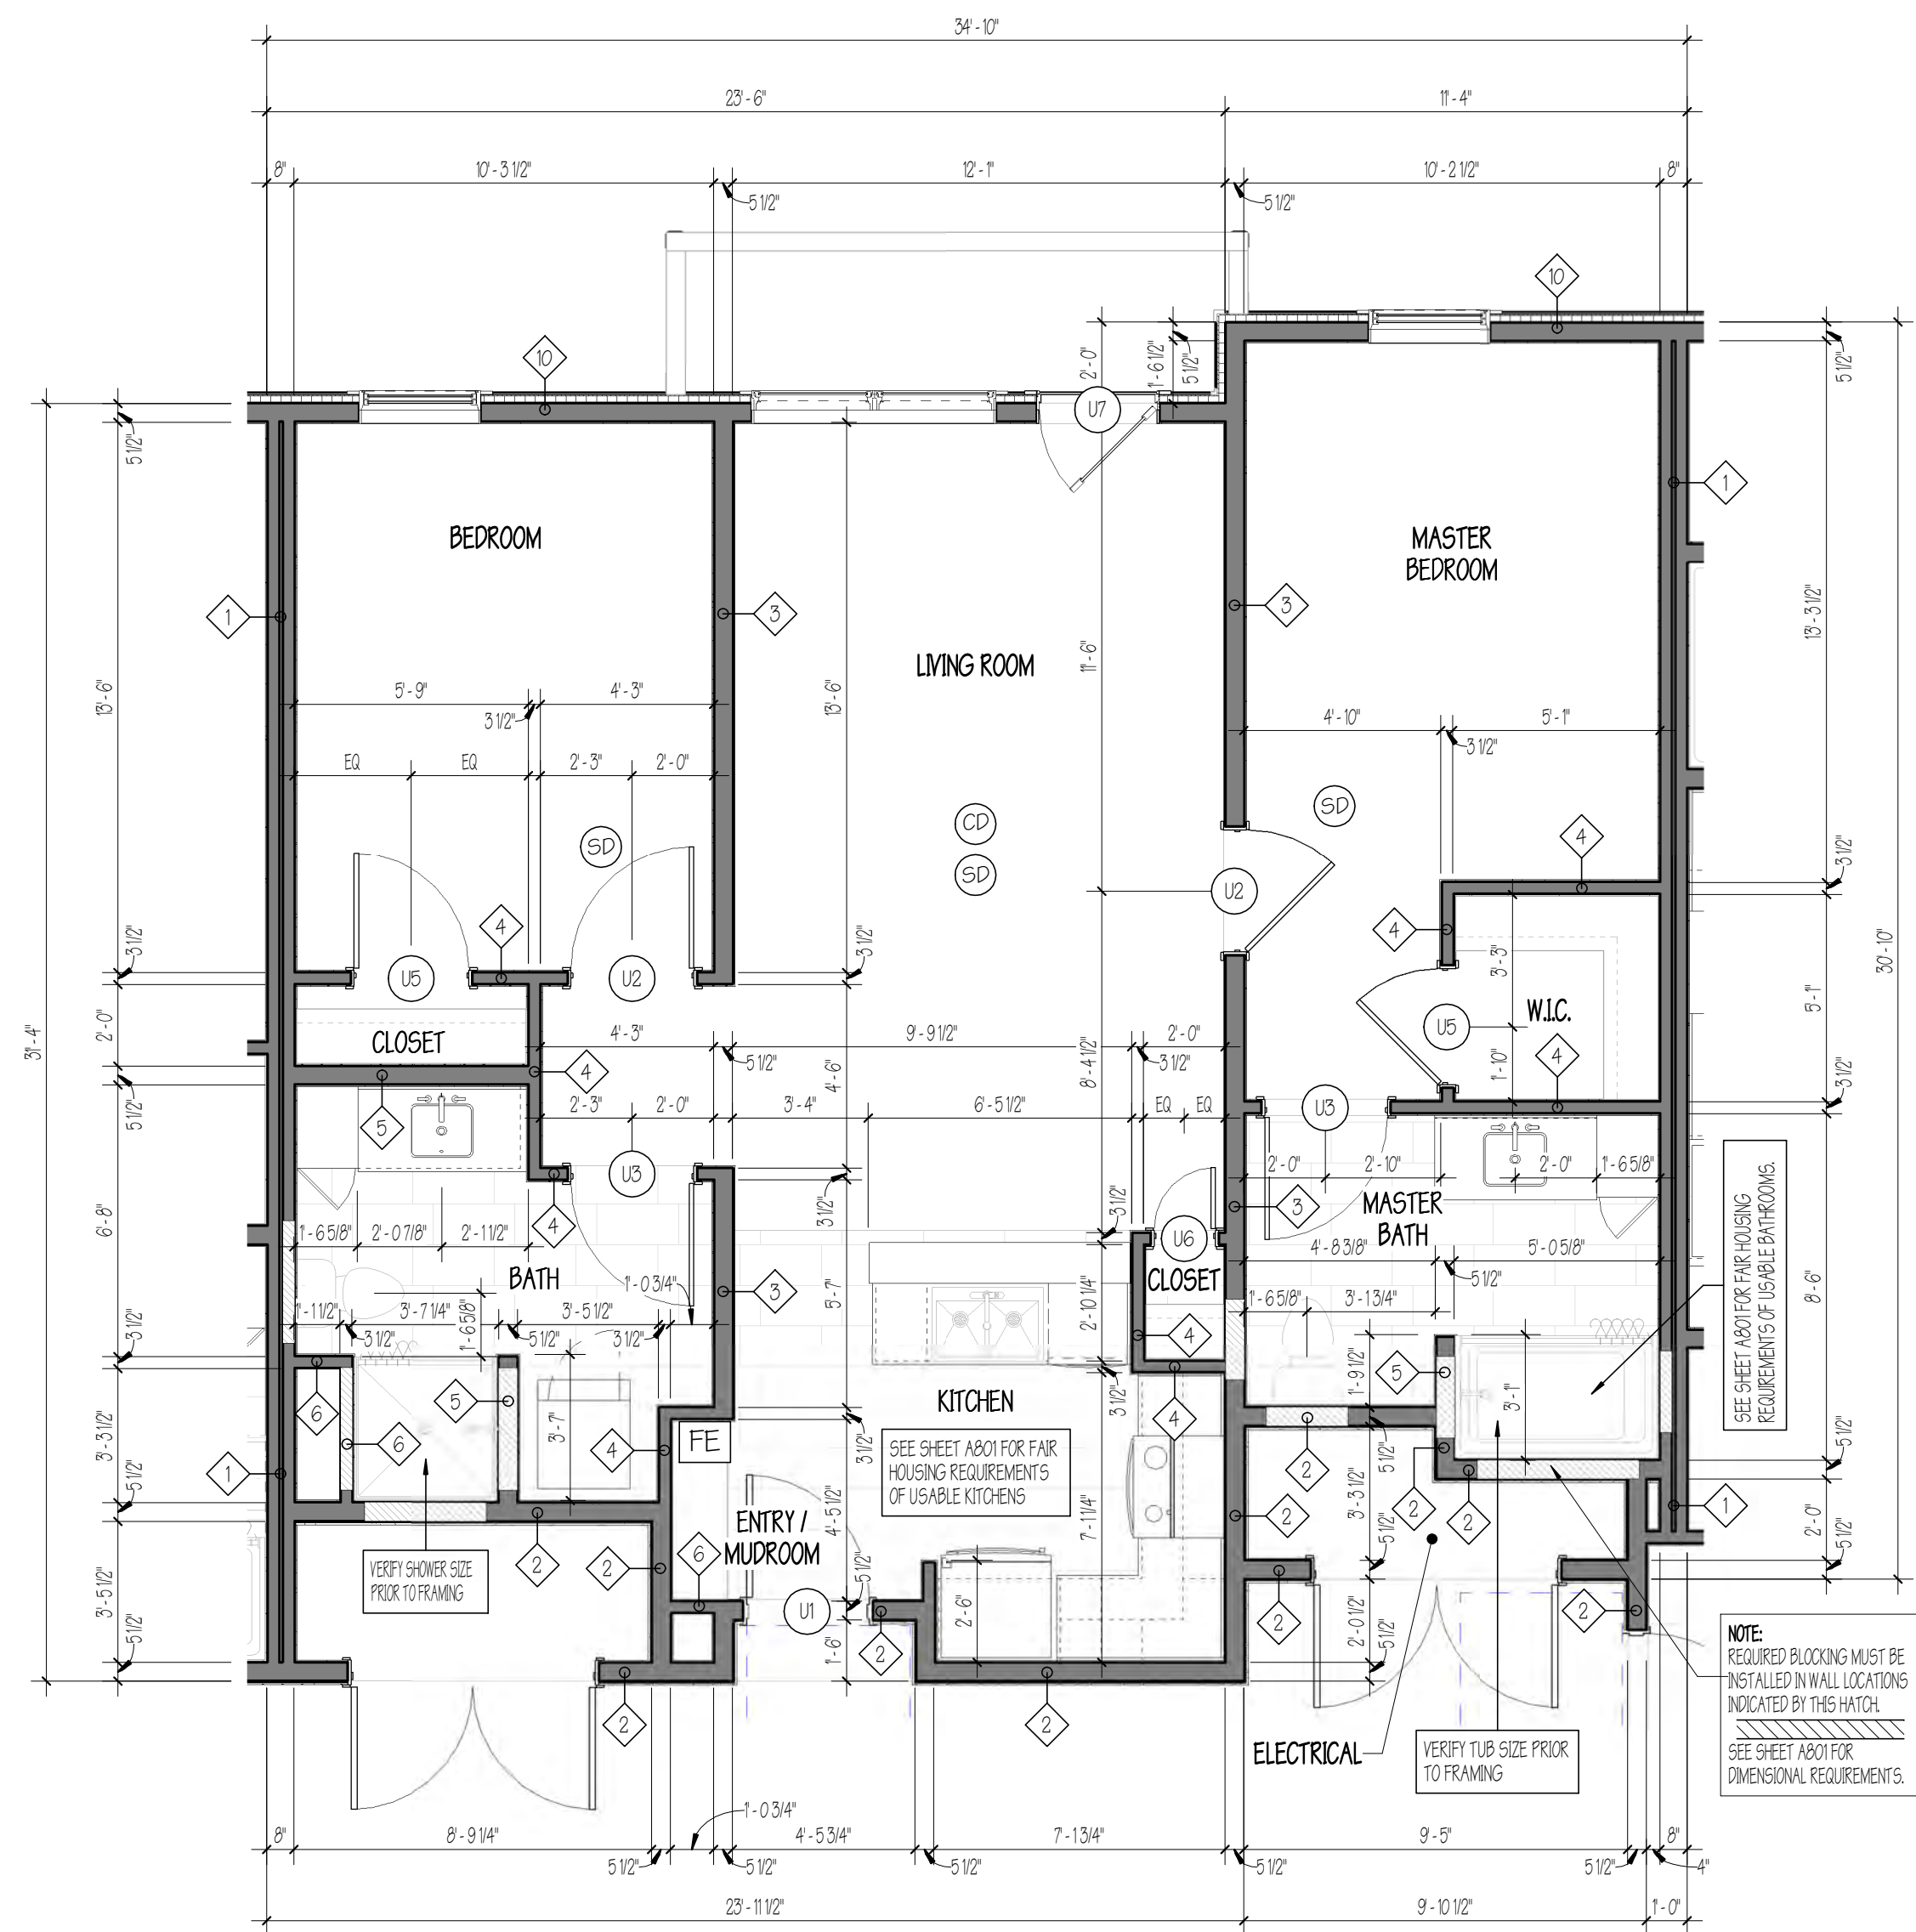 34'-10"
23'-6" 11'-4"
8" 10'-3 1/2" 12'-1" 10'-2 1/2" 8"
5 1/2" 5 1/2"
10
10
2'-0"
1'-6 1/2"
5 1/2"
5 1/2"
5 1/2"
U7
1
BEDROOM
MASTER
BEDROOM
1
3
3
13'-3 1/2"
LIVING ROOM
11'-6"
31'-4"
13'-6"
13'-6"
5'-9" 4'-3"
3 1/2"
4'-10" 5'-1"
3 1/2"
EQ EQ 2'-3" 2'-0"
CD
SD
SD
SD
4
3 1/2"
U2
4
4
3 1/2"
3 1/2"
3'-3"
30'-10"
U5
U2
5'-1"
W.I.C.
U5
2'-0"
CLOSET
4'-3" 9'-9 1/2" 2'-0"
5 1/2"
3 1/2"
8'-4 1/2"
4
4
1'-10"
4'-6"
3 1/2"
5 1/2"
5
2'-3" 2'-0" 3'-4" 6'-5 1/2" EQ EQ
U3
U3
2'-0" 2'-10" 2'-0" 1'-6 5/8"
3 1/2"
3 1/2"
3
MASTER
BATH
4
6'-8"
SEE SHEET A801 FOR FAIR HOUSING
REQUIREMENTS OF USABLE BATHROOMS.
1'-6 5/8" 2'-0 7/8" 2'-1 1/2"
U6
4'-8 3/8" 5'-0 5/8"
5 1/2"
BATH
CLOSET
1'-0 3/4"
3
5'-7"
2'-10 1/4"
8'-6"
1'-6 5/8" 3'-1 3/4"
1'-1 1/2" 3'-7 1/4" 3'-5 1/2"
3 1/2" 1'-6 5/8" 5 1/2" 3 1/2"
4
3 1/2"
5
1'-9 1/2"
3'-1"
KITCHEN
3 1/2"
6
5
6
3'-7"
4
FE
3 1/2"
4
SEE SHEET A801 FOR FAIR
HOUSING REQUIREMENTS
OF USABLE KITCHENS
2
5 1/2"
5 1/2"
3'-3 1/2"
1
5 1/2"
2
2
2
3'-3 1/2"
1
ENTRY /
MUDROOM
4'-5 1/2"
7'-1 1/4"
2
5 1/2"
2'-0"
5 1/2"
VERIFY SHOWER SIZE
PRIOR TO FRAMING
2
2
6
5 1/2"
U1
2
2
2
2'-6"
3'-5 1/2"
5 1/2"
1'-6"
2'-0 1/2"
5 1/2"
NOTE:
REQUIRED BLOCKING MUST BE
INSTALLED IN WALL LOCATIONS
INDICATED BY THIS HATCH.
SEE SHEET A801 FOR
DIMENSIONAL REQUIREMENTS.
2
2
ELECTRICAL
VERIFY TUB SIZE PRIOR
TO FRAMING
1'-0 3/4"
8" 8'-9 1/4" 4'-5 3/4" 7'-1 3/4" 9'-5" 8"
5 1/2" 5 1/2" 5 1/2" 5 1/2" 5 1/2" 4"
23'-11 1/2" 9'-10 1/2" 1'-0"